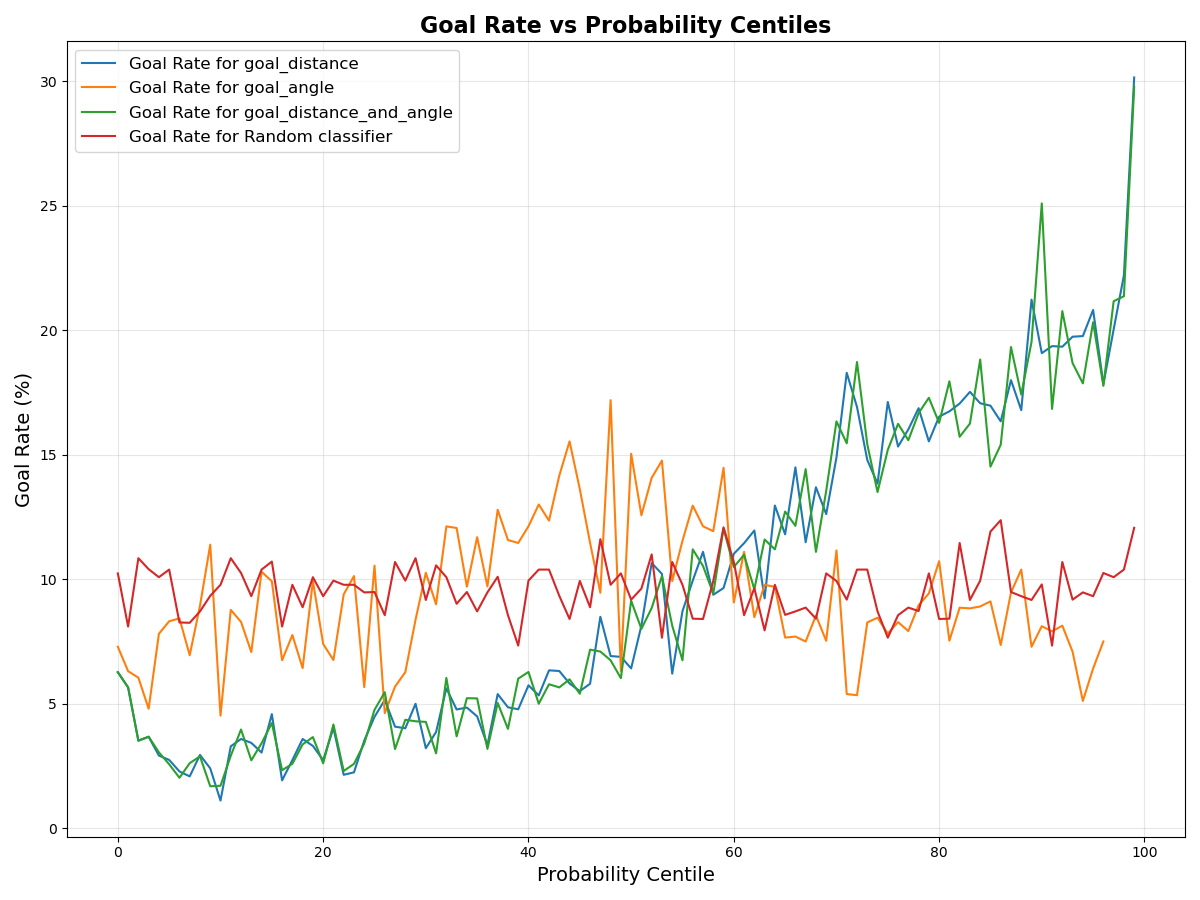 Goal Rate vs Probability Centiles
Goal Rate for goal_distance
Goal Rate for goal_angle
Goal Rate for goal_distance_and_angle
Goal Rate for Random classifier
Goal Rate (%)
30
25
20
15
10
5
0
0 20 40 60 80 100
Probability Centile